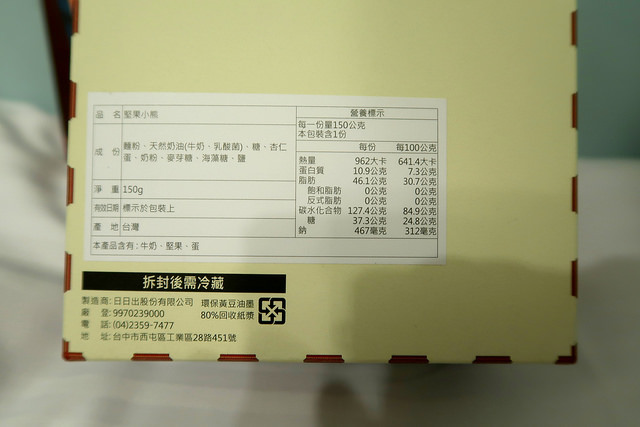 品名 堅果小熊
成份 麵粉、天然奶油(牛奶、乳酸菌)、糖、杏仁
蛋、奶粉、麥芽糖、海藻糖、鹽
淨重 150g
有效日期 標示於包裝上
產地 台灣
本產品含有:牛奶、堅果、蛋
營養標示
每一份量150公克
本包裝含1份
每份 每100公克
熱量 962大卡 641.4大卡
蛋白質 10.9公克 7.3公克
脂肪 46.1公克 30.7公克
飽和脂肪 0公克 0公克
反式脂肪 0公克 0公克
碳水化合物 127.4公克 84.9公克
糖 37.3公克 24.8公克
鈉 467毫克 312毫克
拆封後需冷藏
製造商:日日出股份有限公司
廠登:9970239000
電話:(04)2359-7477
地址:台中市西屯區工業區28路451號
環保黃豆油墨
80%回收紙漿